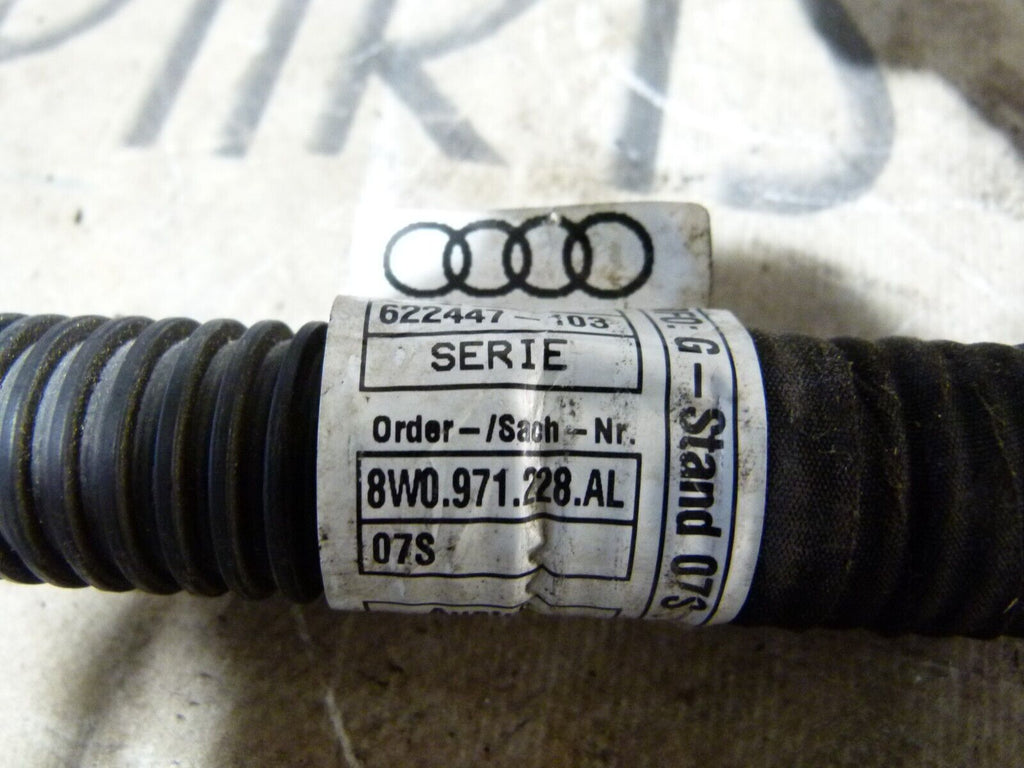 622447-103
SERIE
Order-/Sach-Nr.
8W0.971.228.AL
07S
G-Stand 07S